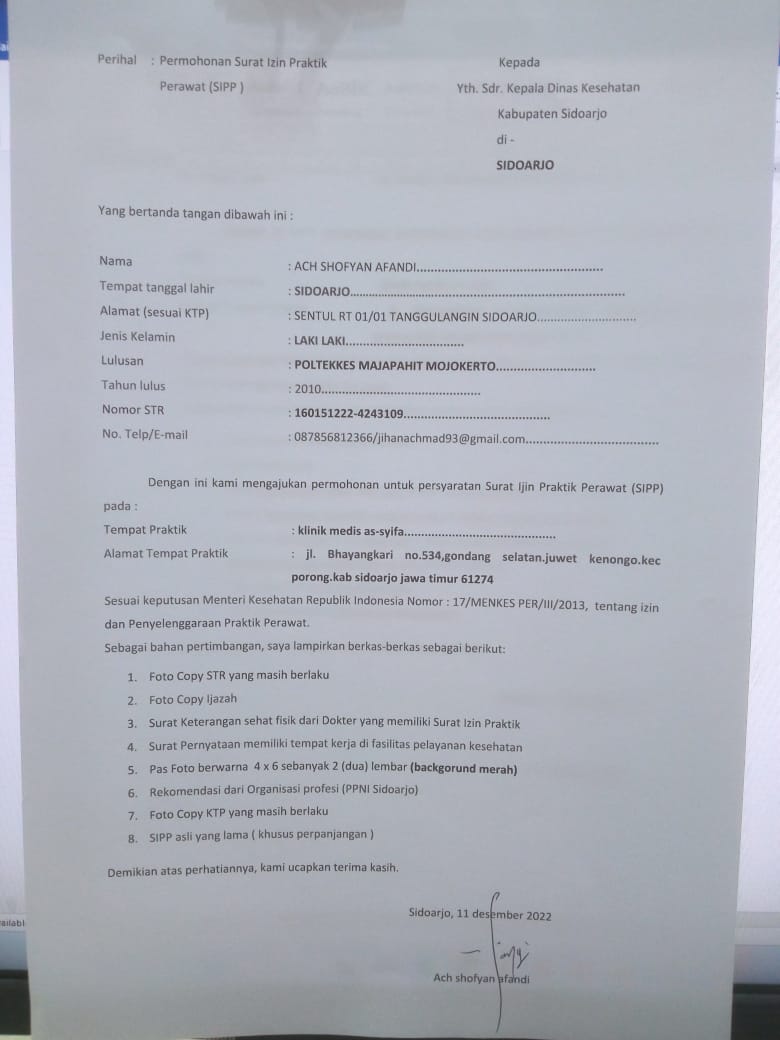 Perihal : Permohonan Surat Izin Praktik
Perawat (SIPP )
Kepada
Yth. Sdr. Kepala Dinas Kesehatan
Kabupaten Sidoarjo
di -
SIDOARJO
Yang bertanda tangan dibawah ini :
Nama : ACH SHOFYAN AFANDI......................................................
Tempat tanggal lahir : SIDOARJO..........................................................................
Alamat (sesuai KTP) : SENTUL RT 01/01 TANGGULANGIN SIDOARJO...........................
Jenis Kelamin : LAKI LAKI................................
Lulusan : POLTEKKES MAJAPAHIT MOJOKERTO...........................
Tahun lulus : 2010...........................................
Nomor STR : 160151222-4243109........................................
No. Telp/E-mail : 087856812366/jihanachmad93@gmail.com....................................
Dengan ini kami mengajukan permohonan untuk persyaratan Surat Ijin Praktik Perawat (SIPP)
pada :
Tempat Praktik : klinik medis as-syifa.........................................
Alamat Tempat Praktik : jl. Bhayangkari no.534,gondang selatan.juwet kenongo.kec
porong.kab sidoarjo jawa timur 61274
Sesuai keputusan Menteri Kesehatan Republik Indonesia Nomor : 17/MENKES PER/III/2013, tentang izin
dan Penyelenggaraan Praktik Perawat.
Sebagai bahan pertimbangan, saya lampirkan berkas-berkas sebagai berikut:
1. Foto Copy STR yang masih berlaku
2. Foto Copy Ijazah
3. Surat Keterangan sehat fisik dari Dokter yang memiliki Surat Izin Praktik
4. Surat Pernyataan memiliki tempat kerja di fasilitas pelayanan kesehatan
5. Pas Foto berwarna 4 x 6 sebanyak 2 (dua) lembar (backgorund merah)
6. Rekomendasi dari Organisasi profesi (PPNI Sidoarjo)
7. Foto Copy KTP yang masih berlaku
8. SIPP asli yang lama ( khusus perpanjangan )
Demikian atas perhatiannya, kami ucapkan terima kasih.
Sidoarjo, 11 desember 2022
Ach shofyan afandi